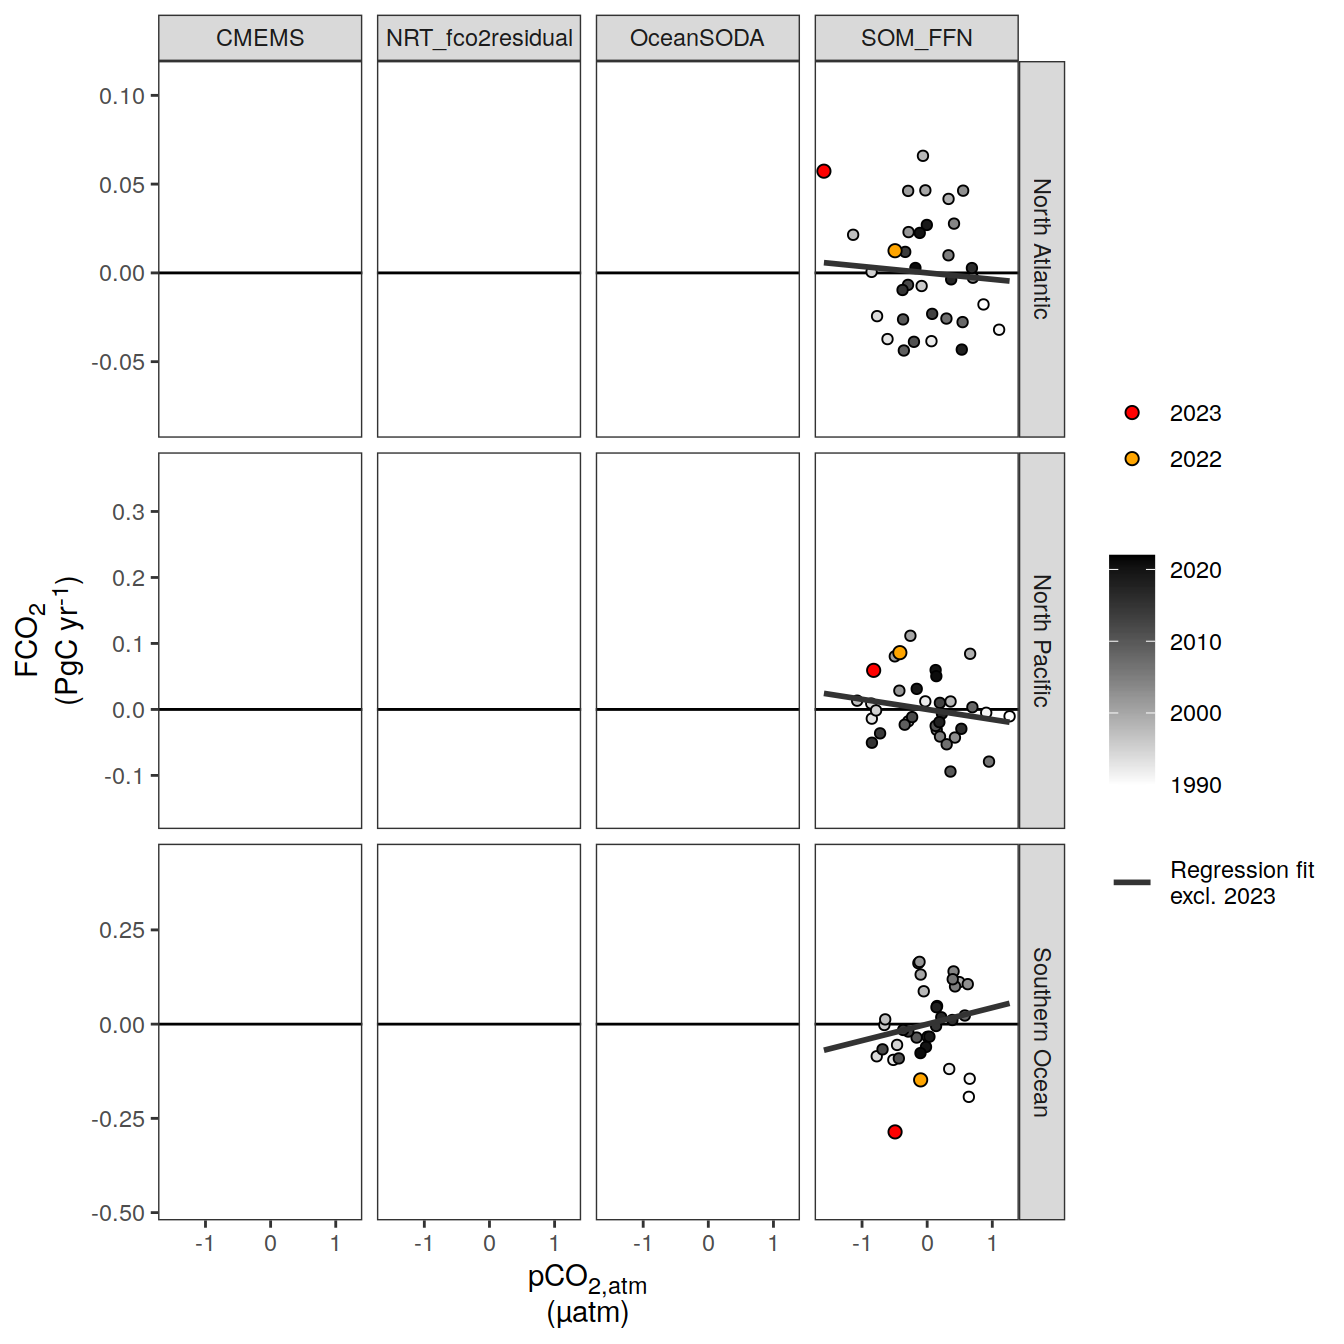 CMEMS NRT_fco2residual OceanSODA SOM_FFN
0.10
0.05
0.00
-0.05
North Atlantic
0.3
0.2
0.1
0.0
-0.1
North Pacific
0.25
0.00
-0.25
-0.50
Southern Ocean
-1 0 1 -1 0 1 -1 0 1 -1 0 1
pCO2,atm
(µatm)
FCO2
(PgC yr-1)
2023
2022
2020
2010
2000
1990
Regression fit
excl. 2023